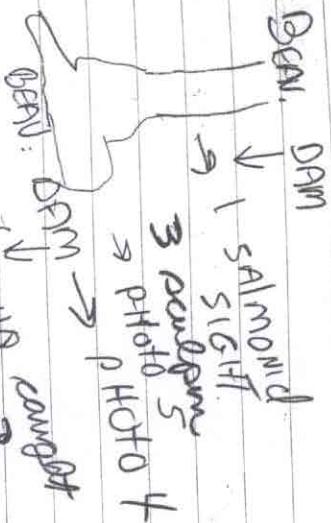 BEAV. DAM
↓
→ 1 SALMONID
SIGHT
3 sculpin
→ PHOTO 5
BEAV: DAM → PHOTO 4
↓
caught